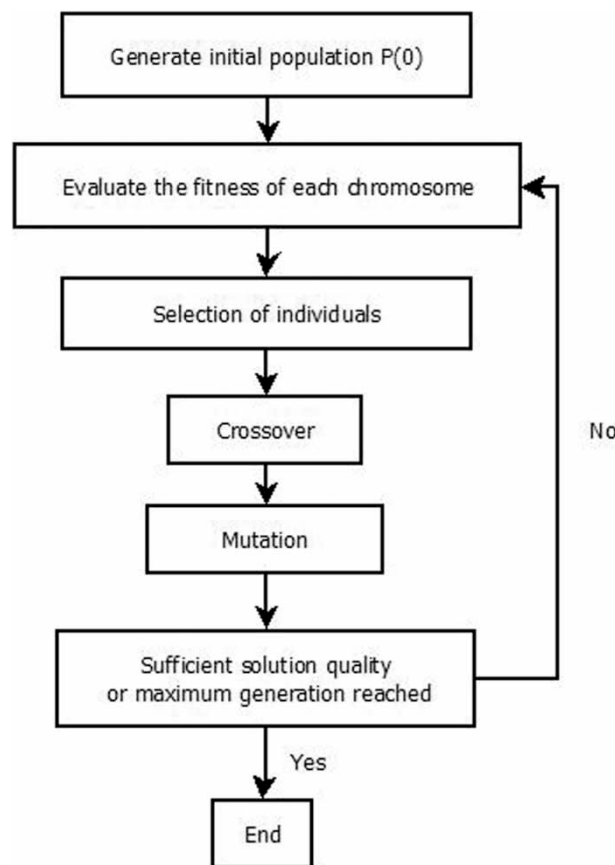 Generate initial population P(0)
Evaluate the fitness of each chromosome
Selection of individuals
Crossover
No
Mutation
Sufficient solution quality
or maximum generation reached
Yes
End